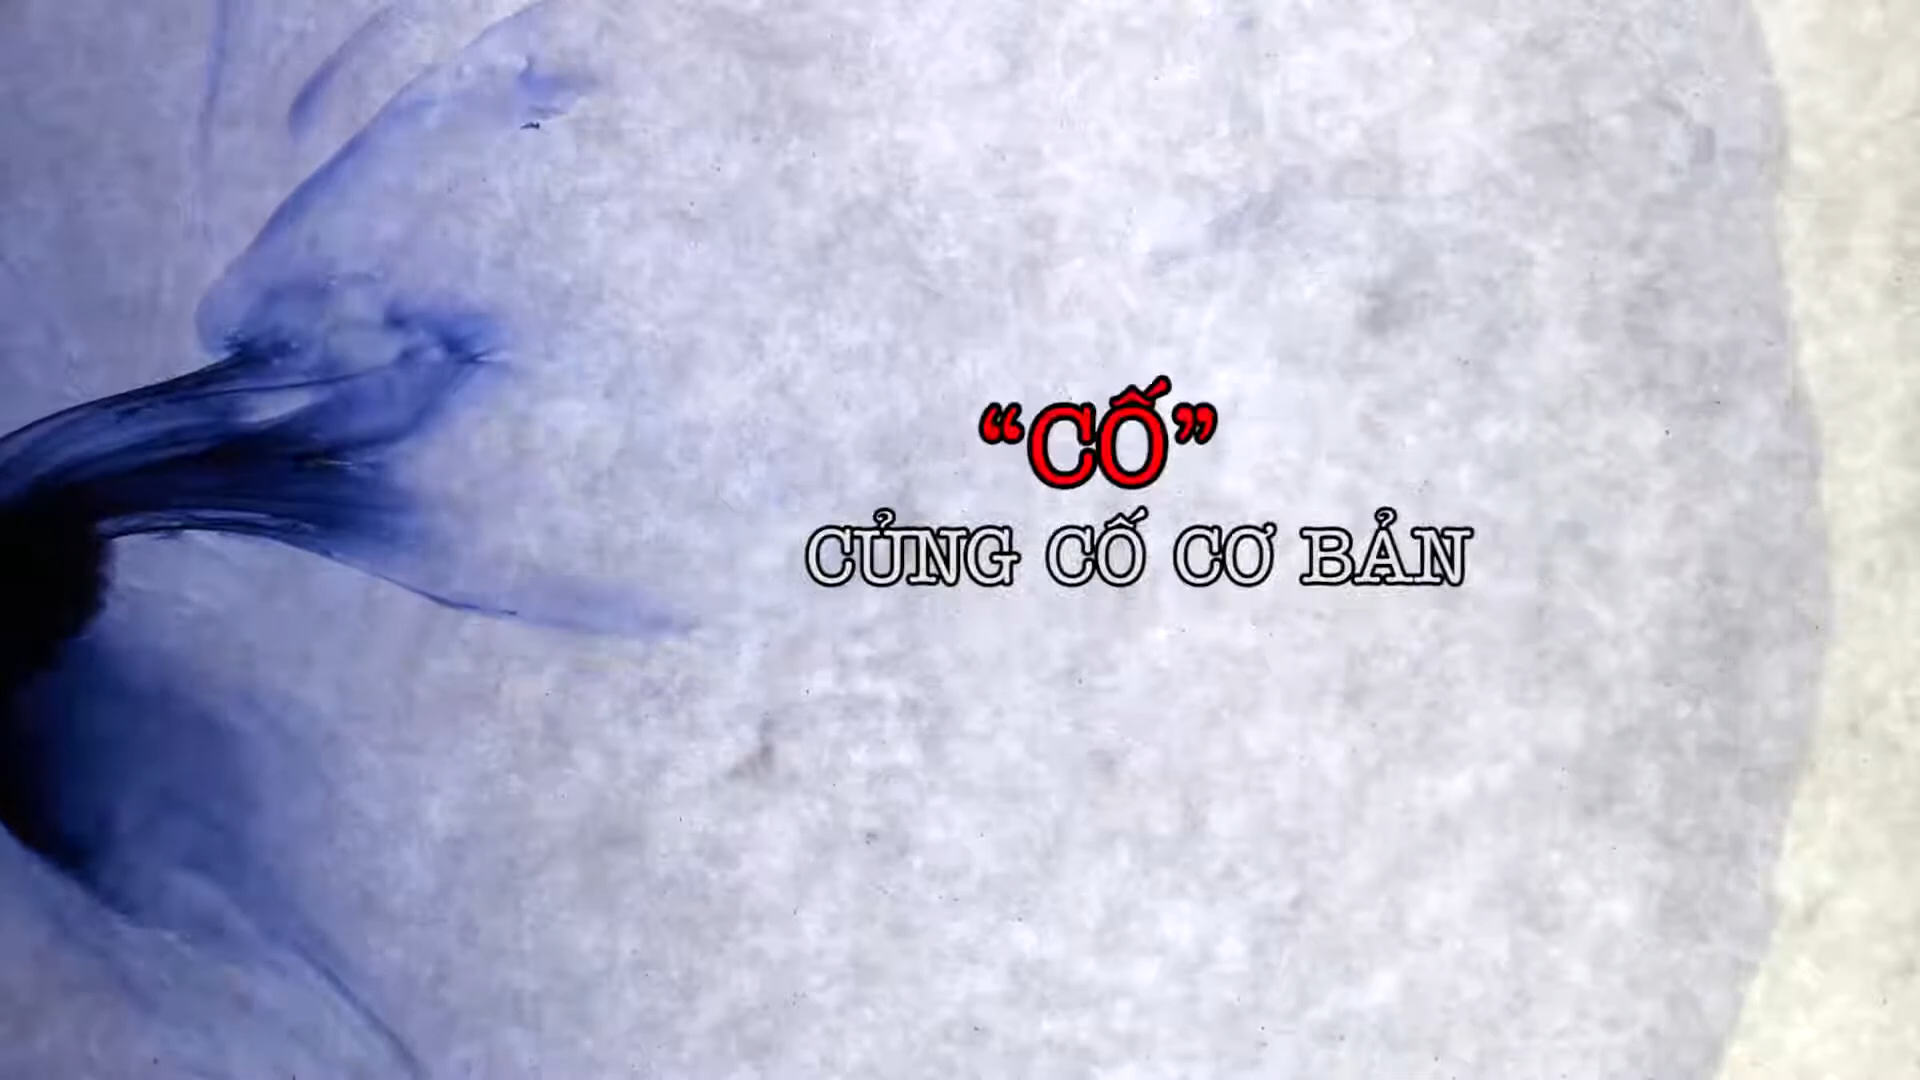 “CỐ”
CỦNG CỐ CƠ BẢN